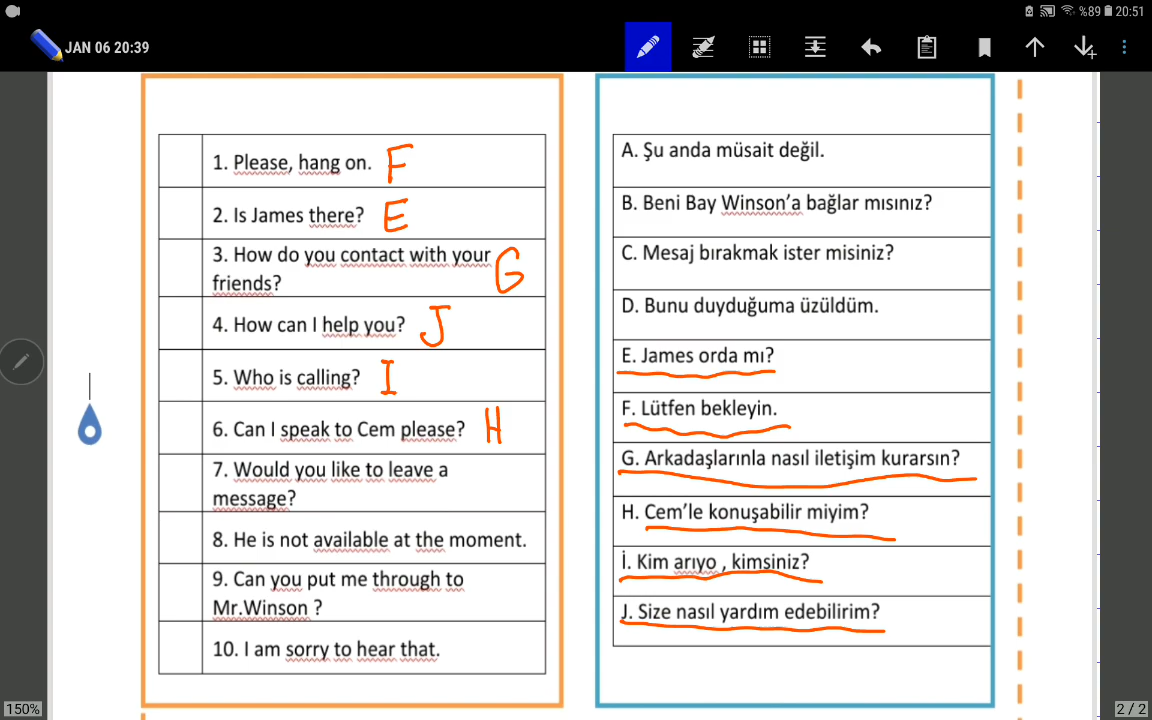 %89 20:51
JAN 06 20:39
1. Please, hang on. F
2. Is James there? E
3. How do you contact with your
friends? G
4. How can I help you? J
5. Who is calling? I
6. Can I speak to Cem please? H
7. Would you like to leave a
message?
8. He is not available at the moment.
9. Can you put me through to
Mr.Winson ?
10. I am sorry to hear that.
A. Şu anda müsait değil.
B. Beni Bay Winson’a bağlar mısınız?
C. Mesaj bırakmak ister misiniz?
D. Bunu duyduğuma üzüldüm.
E. James orda mı?
F. Lütfen bekleyin.
G. Arkadaşlarınla nasıl iletişim kurarsın?
H. Cem’le konuşabilir miyim?
İ. Kim arıyo , kimsiniz?
J. Size nasıl yardım edebilirim?
150%
2 / 2